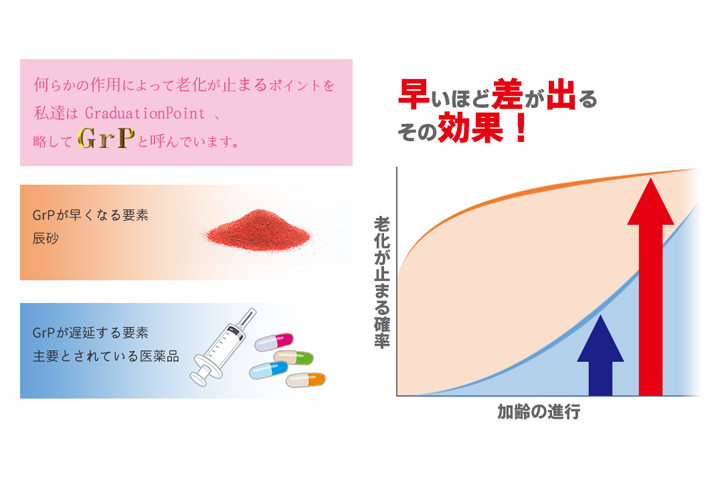 何らかの作用によって老化が止まるポイントを
私達は GraduationPoint 、
略して GrP と呼んでいます。
GrPが早くなる要素
辰砂
GrPが遅延する要素
主要とされている医薬品
早いほど差が出る
その効果！
老化が止まる確率
加齢の進行